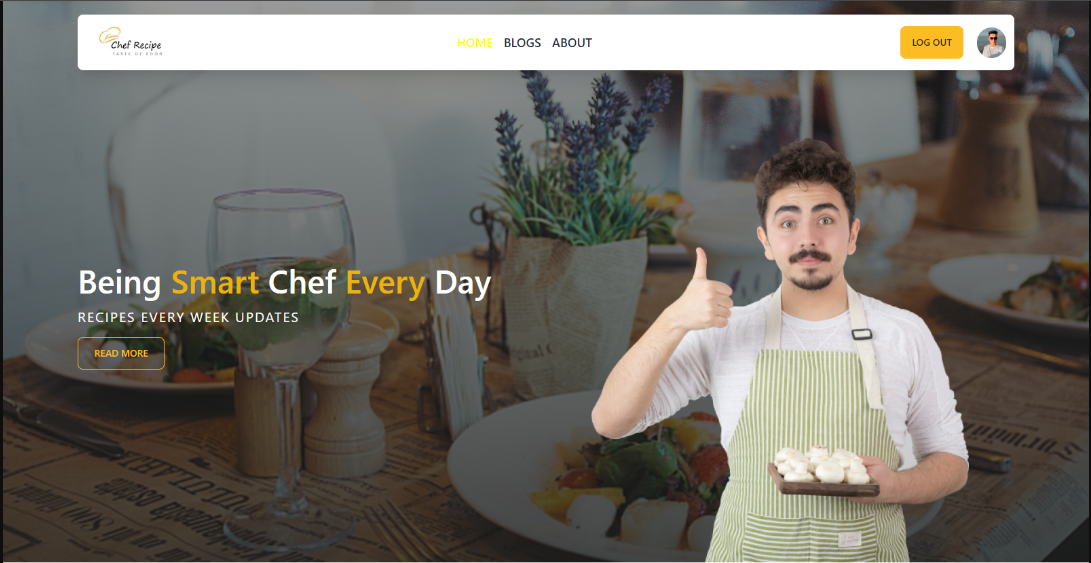 Chef Recipe
TASTE OF FOOD
HOME BLOGS ABOUT
LOG OUT
Being Smart Chef Every Day
RECIPES EVERY WEEK UPDATES
READ MORE